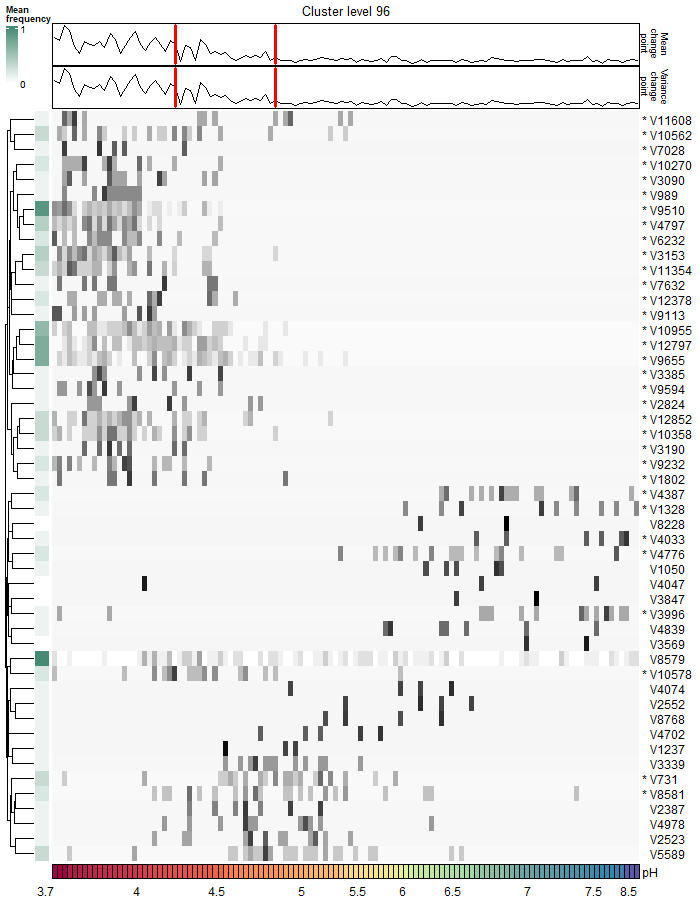 Cluster level 96
Mean
frequency
1
0
Mean
change
point
Variance
change
point
* V11608
* V10562
* V7028
* V10270
* V3090
* V989
* V9510
* V4797
* V6232
* V3153
* V11354
* V7632
* V12378
* V9113
* V10955
* V12797
* V9655
* V3385
* V9594
* V2824
* V12852
* V10358
* V3190
* V9232
* V1802
* V4387
* V1328
V8228
* V4033
* V4776
V1050
V4047
V3847
* V3996
V4839
V3569
V8579
* V10578
V4074
V2552
V8768
V4702
V1237
V3339
* V731
* V8581
V2387
V4978
V2523
V5589
pH
3.7 4 4.5 5 5.5 6 6.5 7 7.5 8.5